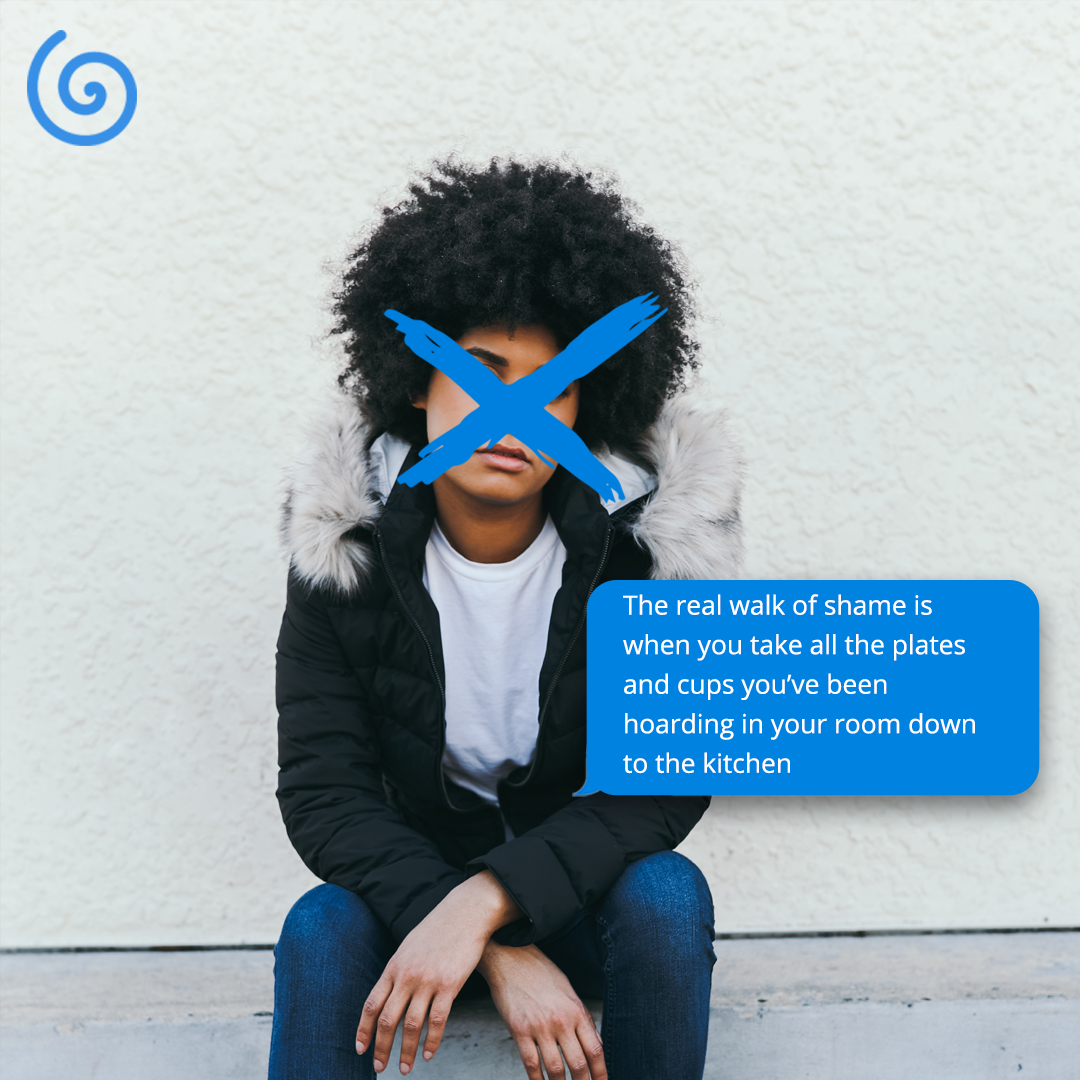 The real walk of shame is
when you take all the plates
and cups you’ve been
hoarding in your room down
to the kitchen